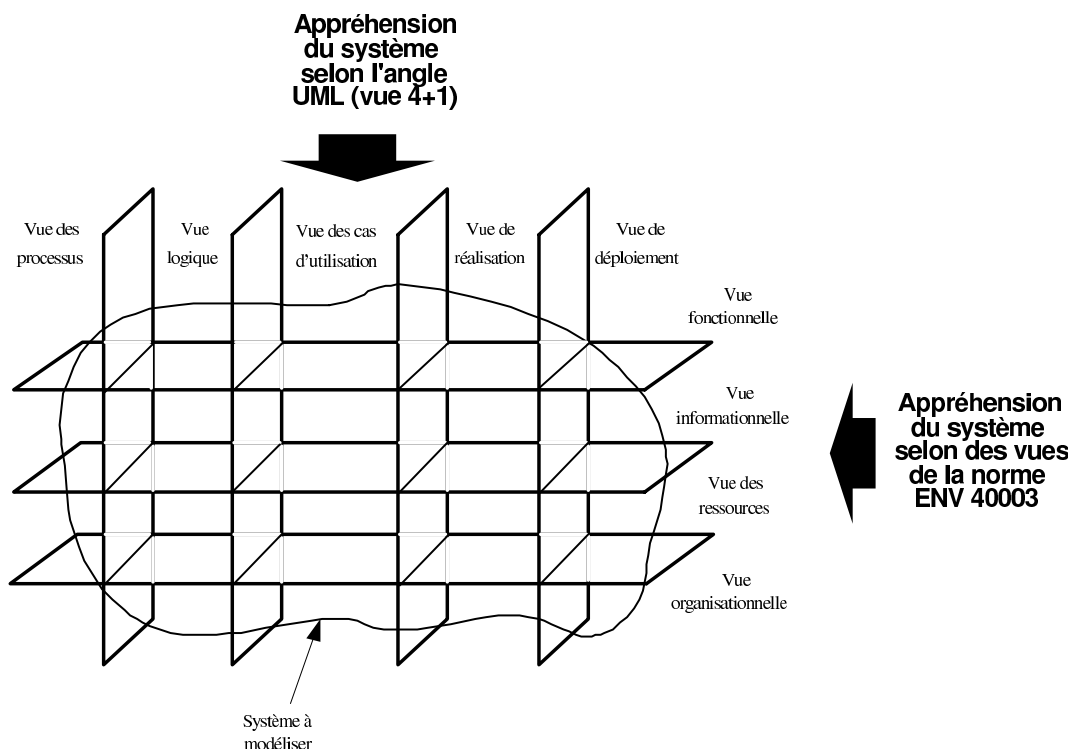 Appréhension
du système
selon l'angle
UML (vue 4+1)
Vue des
processus
Vue
logique
Vue des cas
d’utilisation
Vue de
réalisation
Vue de
déploiement
Vue
fonctionnelle
Vue
informationnelle
Vue des
ressources
Vue
organisationnelle
Appréhension
du système
selon des vues
de la norme
ENV 40003
Système à
modéliser